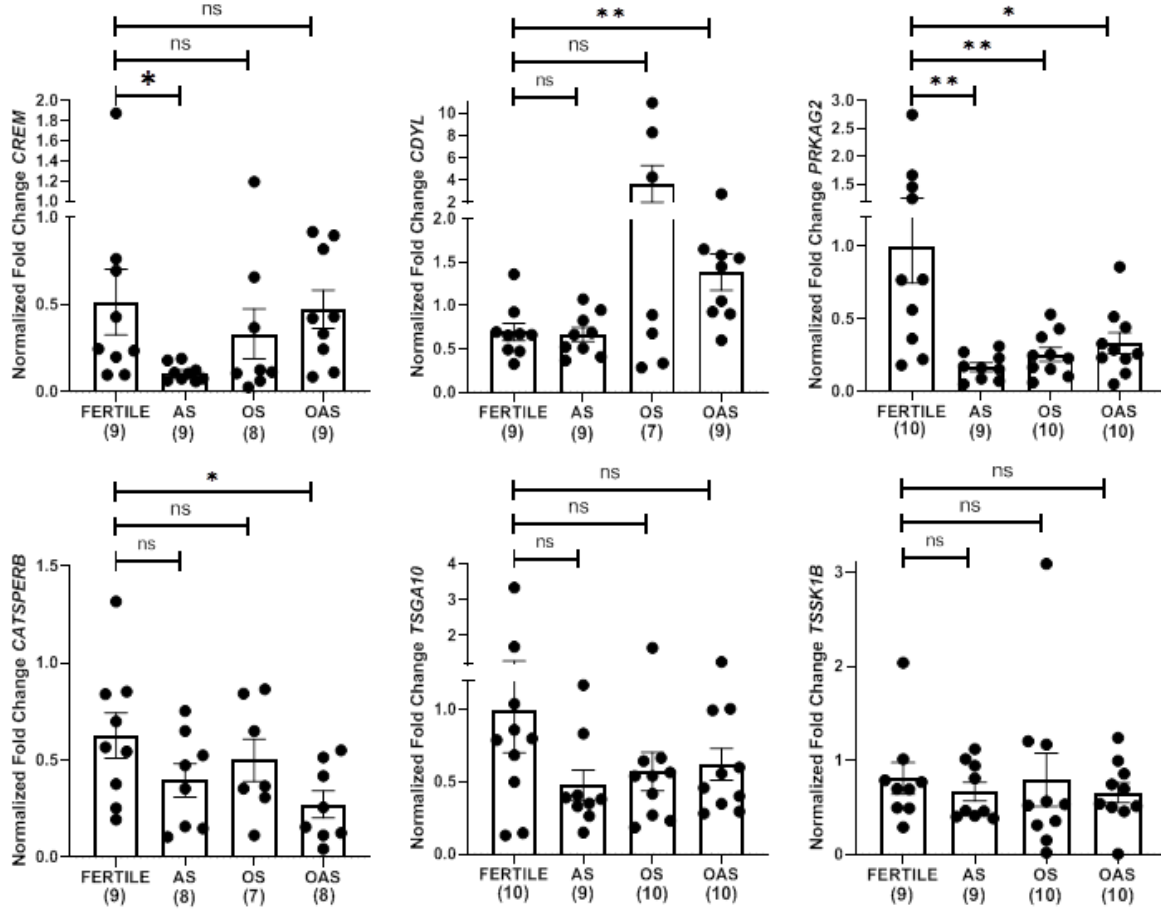 ns
ns
*
Normalized Fold Change CREM
2.0
1.8
1.6
1.4
1.2
1.0
0.5
0.0
FERTILE AS OS OAS
(9) (9) (8) (9)
**
ns
ns
Normalized Fold Change CDYL
10
8
6
4
2
2.0
1.5
1.0
0.5
0.0
FERTILE AS OS OAS
(9) (9) (7) (9)
*
**
**
Normalized Fold Change PRKAG2
3.0
2.5
2.0
1.5
1.0
0.5
0.0
FERTILE AS OS OAS
(10) (9) (10) (10)
*
ns
ns
Normalized Fold Change CATSPERB
1.5
1.0
0.5
0.0
FERTILE AS OS OAS
(9) (8) (7) (8)
ns
ns
ns
Normalized Fold Change TSGA10
4
3
2
1.0
0.5
0.0
FERTILE AS OS OAS
(10) (9) (10) (10)
ns
ns
ns
Normalized Fold Change TSSK1B
3
2
1
0
FERTILE AS OS OAS
(9) (9) (10) (10)